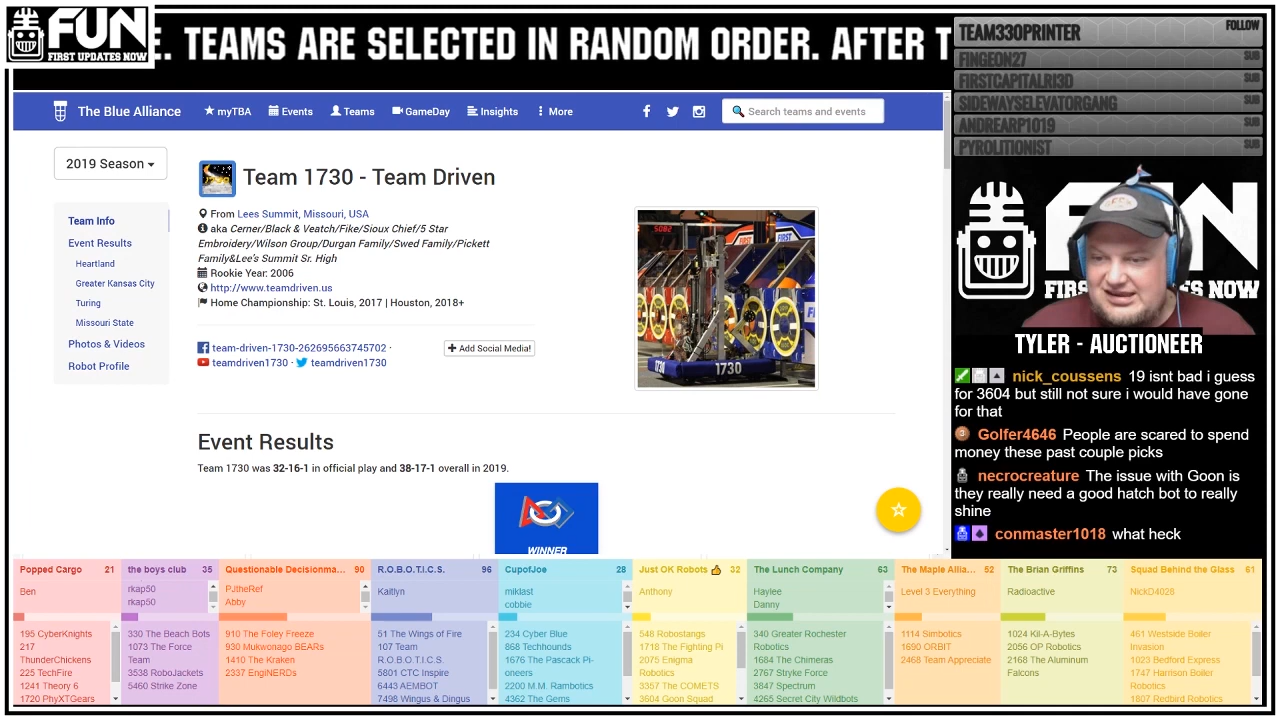 FUN
FIRST UPDATES NOW
E. TEAMS ARE SELECTED IN RANDOM ORDER. AFTER T
The Blue Alliance
myTBA
Events
Teams
GameDay
Insights
More
Search teams and events
2019 Season
Team Info
Event Results
Heartland
Greater Kansas City
Turing
Missouri State
Photos & Videos
Robot Profile
Team 1730 - Team Driven
From Lees Summit, Missouri, USA
aka Cerner/Black & Veatch/Fike/Sioux Chief/5 Star
Embroidery/Wilson Group/Durgan Family/Swed Family/Pickett
Family&Lee's Summit Sr. High
Rookie Year: 2006
http://www.teamdriven.us
Home Championship: St. Louis, 2017 | Houston, 2018+
team-driven-1730-262695663745702 ·
teamdriven1730 · teamdriven1730
Add Social Media!
5082
FIRST
1730
1730
Event Results
Team 1730 was 32-16-1 in official play and 38-17-1 overall in 2019.
WINNER
TEAM330PRINTER FOLLOW
FINGEON27 SUB
FIRSTCAPITALRI3D SUB
SIDEWAYSELEVATORGANG SUB
ANDREARP1019 SUB
PYROLITIONIST SUB
FIRST UPDATES NOW
TYLER - AUCTIONEER
nick_coussens 19 isnt bad i guess
for 3604 but still not sure i would have gone
for that
Golfer4646 People are scared to spend
money these past couple picks
necrocreature The issue with Goon is
they really need a good hatch bot to really
shine
conmaster1018 what heck
Popped Cargo 21
Ben
195 CyberKnights
217
ThunderChickens
225 TechFire
1241 Theory 6
1720 PhyXTGears
the boys club 35
rkap50
rkap50
330 The Beach Bots
1073 The Force
Team
3538 RoboJackets
5460 Strike Zone
Questionable Decisionma... 90
PJtheRef
Abby
910 The Foley Freeze
930 Mukwonago BEARs
1410 The Kraken
2337 EngiNERDs
R.O.B.O.T.I.C.S. 96
Kaitlyn
51 The Wings of Fire
107 Team
R.O.B.O.T.I.C.S.
5801 CTC Inspire
6443 AEMBOT
7498 Wingus & Dingus
CupofJoe 28
miklast
cobbie
234 Cyber Blue
868 Techhounds
1676 The Pascack Pi-
oneers
2200 M.M. Rambotics
4362 The Gems
Just OK Robots 👍 32
Anthony
548 Robostangs
1718 The Fighting Pi
2075 Enigma
Robotics
3357 The COMETS
3604 Goon Squad
The Lunch Company 63
Haylee
Danny
340 Greater Rochester
Robotics
1684 The Chimeras
2767 Stryke Force
3847 Spectrum
4265 Secret City Wildbots
The Maple Allia... 52
Level 3 Everything
1114 Simbotics
1690 ORBIT
2468 Team Appreciate
The Brian Griffins 73
Radioactive
1024 Kil-A-Bytes
2056 OP Robotics
2168 The Aluminum
Falcons
Squad Behind the Glass 61
NickD4028
461 Westside Boiler
Invasion
1023 Bedford Express
1747 Harrison Boiler
Robotics
1807 Redbird Robotics